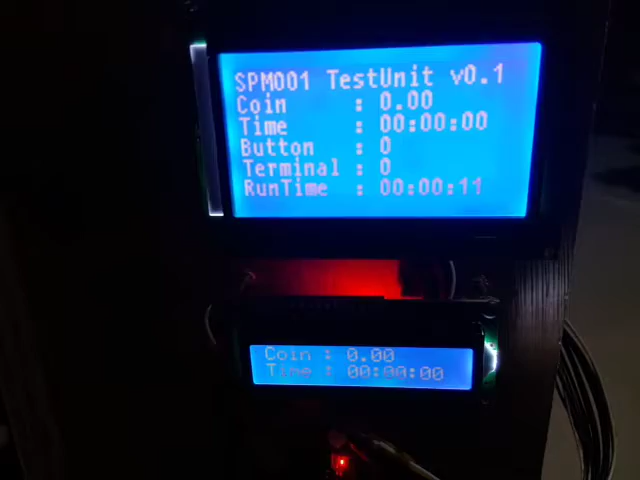 SPM001 TestUnit v0.1
Coin : 0.00
Time : 00:00:00
Button : 0
Terminal : 0
RunTime : 00:00:11
Coin : 0.00
Time : 00:00:00